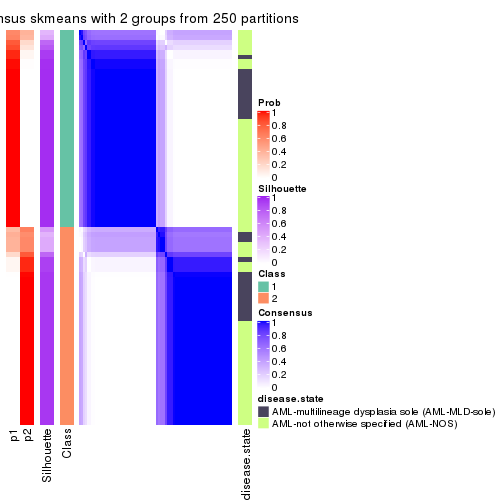 nsus skmeans with 2 groups from 250 partitions
Prob
1
0.8
0.6
0.4
0.2
0
Silhouette
1
0.8
0.6
0.4
0.2
0
Class
1
2
Consensus
1
0.8
0.6
0.4
0.2
0
disease.state
AML-multilineage dysplasia sole (AML-MLD-sole)
AML-not otherwise specified (AML-NOS)
p1
p2
Silhouette
Class
disease.state